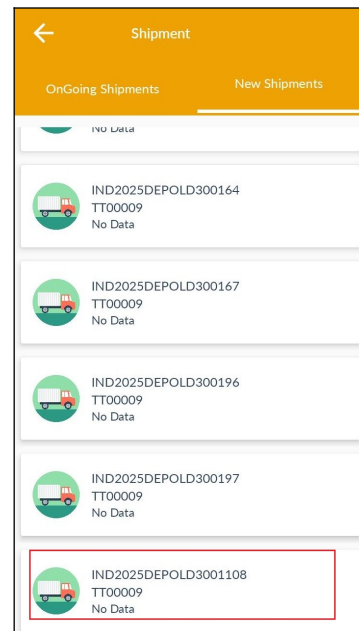 Shipment
OnGoing Shipments
New Shipments
No Data
IND2025DEPOLD300164
TT00009
No Data
IND2025DEPOLD300167
TT00009
No Data
IND2025DEPOLD300196
TT00009
No Data
IND2025DEPOLD300197
TT00009
No Data
IND2025DEPOLD3001108
TT00009
No Data